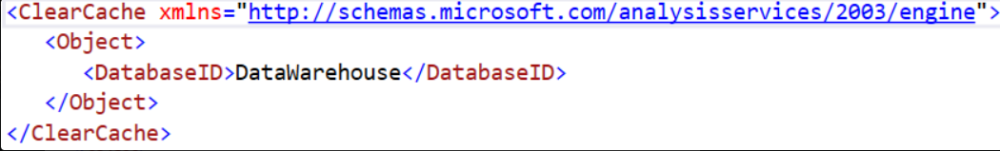 <ClearCache xmlns="http://schemas.microsoft.com/analysisservices/2003/engine">
<Object>
<DatabaseID>DataWarehouse</DatabaseID>
</Object>
</ClearCache>